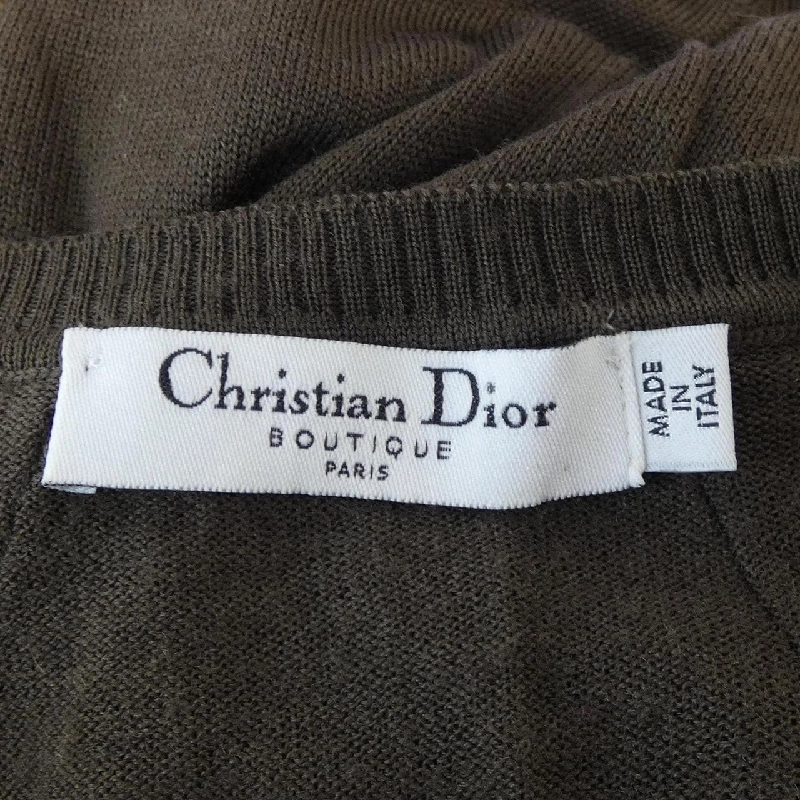 Christian Dior
BOUTIQUE
PARIS
MADE
IN
ITALY